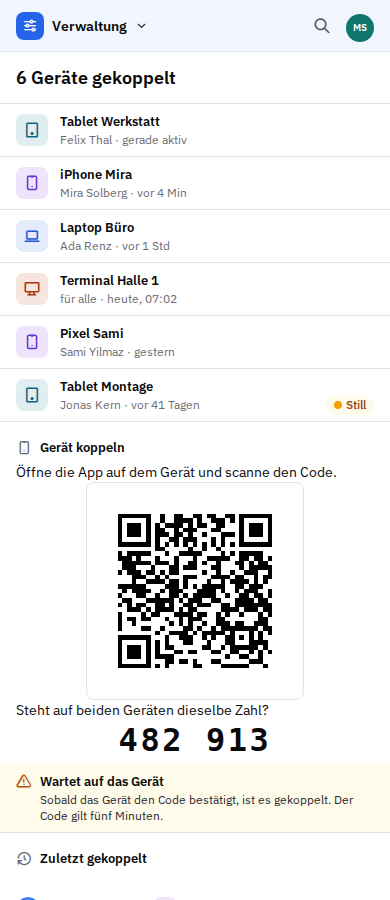 Verwaltung
MS
6 Geräte gekoppelt
Tablet Werkstatt
Felix Thal · gerade aktiv
iPhone Mira
Mira Solberg · vor 4 Min
Laptop Büro
Ada Renz · vor 1 Std
Terminal Halle 1
für alle · heute, 07:02
Pixel Sami
Sami Yilmaz · gestern
Tablet Montage
Jonas Kern · vor 41 Tagen
Still
Gerät koppeln
Öffne die App auf dem Gerät und scanne den Code.
Steht auf beiden Geräten dieselbe Zahl?
482 913
Wartet auf das Gerät
Sobald das Gerät den Code bestätigt, ist es gekoppelt. Der
Code gilt fünf Minuten.
Zuletzt gekoppelt